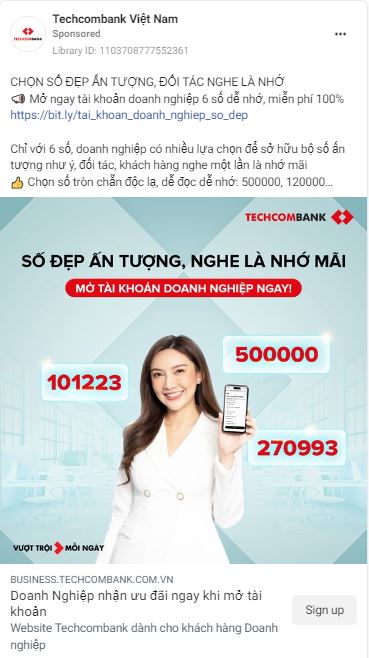 Techcombank Việt Nam
Sponsored
TECHCOMBANK
Library ID: 1103708777552361
CHỌN SỐ ĐẸP ẤN TƯỢNG, ĐỐI TÁC NGHE LÀ NHỚ
📣 Mở ngay tài khoản doanh nghiệp 6 số dễ nhớ, miễn phí 100%
https://bit.ly/tai_khoan_doanh_nghiep_so_dep
Chỉ với 6 số, doanh nghiệp có nhiều lựa chọn để sở hữu bộ số ấn
tượng như ý, đối tác, khách hàng nghe một lần là nhớ mãi
👍 Chọn số tròn chẵn độc lạ, dễ đọc dễ nhớ: 500000, 120000...
TECHCOMBANK
SỐ ĐẸP ẤN TƯỢNG, NGHE LÀ NHỚ MÃI
MỞ TÀI KHOẢN DOANH NGHIỆP NGAY!
500000
101223
270993
VƯỢT TRỘI MỖI NGÀY
BUSINESS.TECHCOMBANK.COM.VN
Doanh Nghiệp nhận ưu đãi ngay khi mở tài
khoản
Sign up
Website Techcombank dành cho khách hàng Doanh
nghiệp